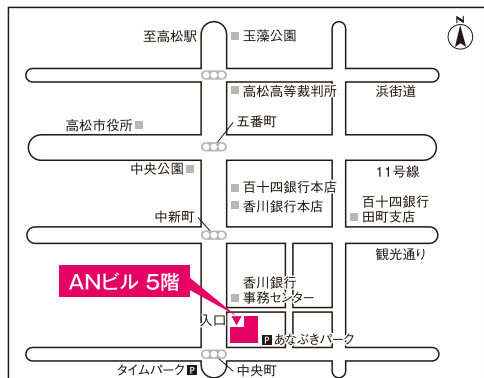 N
至高松駅
玉藻公園
高松高等裁判所
浜街道
五番町
高松市役所
11号線
中央公園
百十四銀行本店
香川銀行本店
百十四銀行
田町支店
中新町
観光通り
ANビル 5階
香川銀行
事務センター
入口
P あなぶきパーク
タイムパーク P
中央町